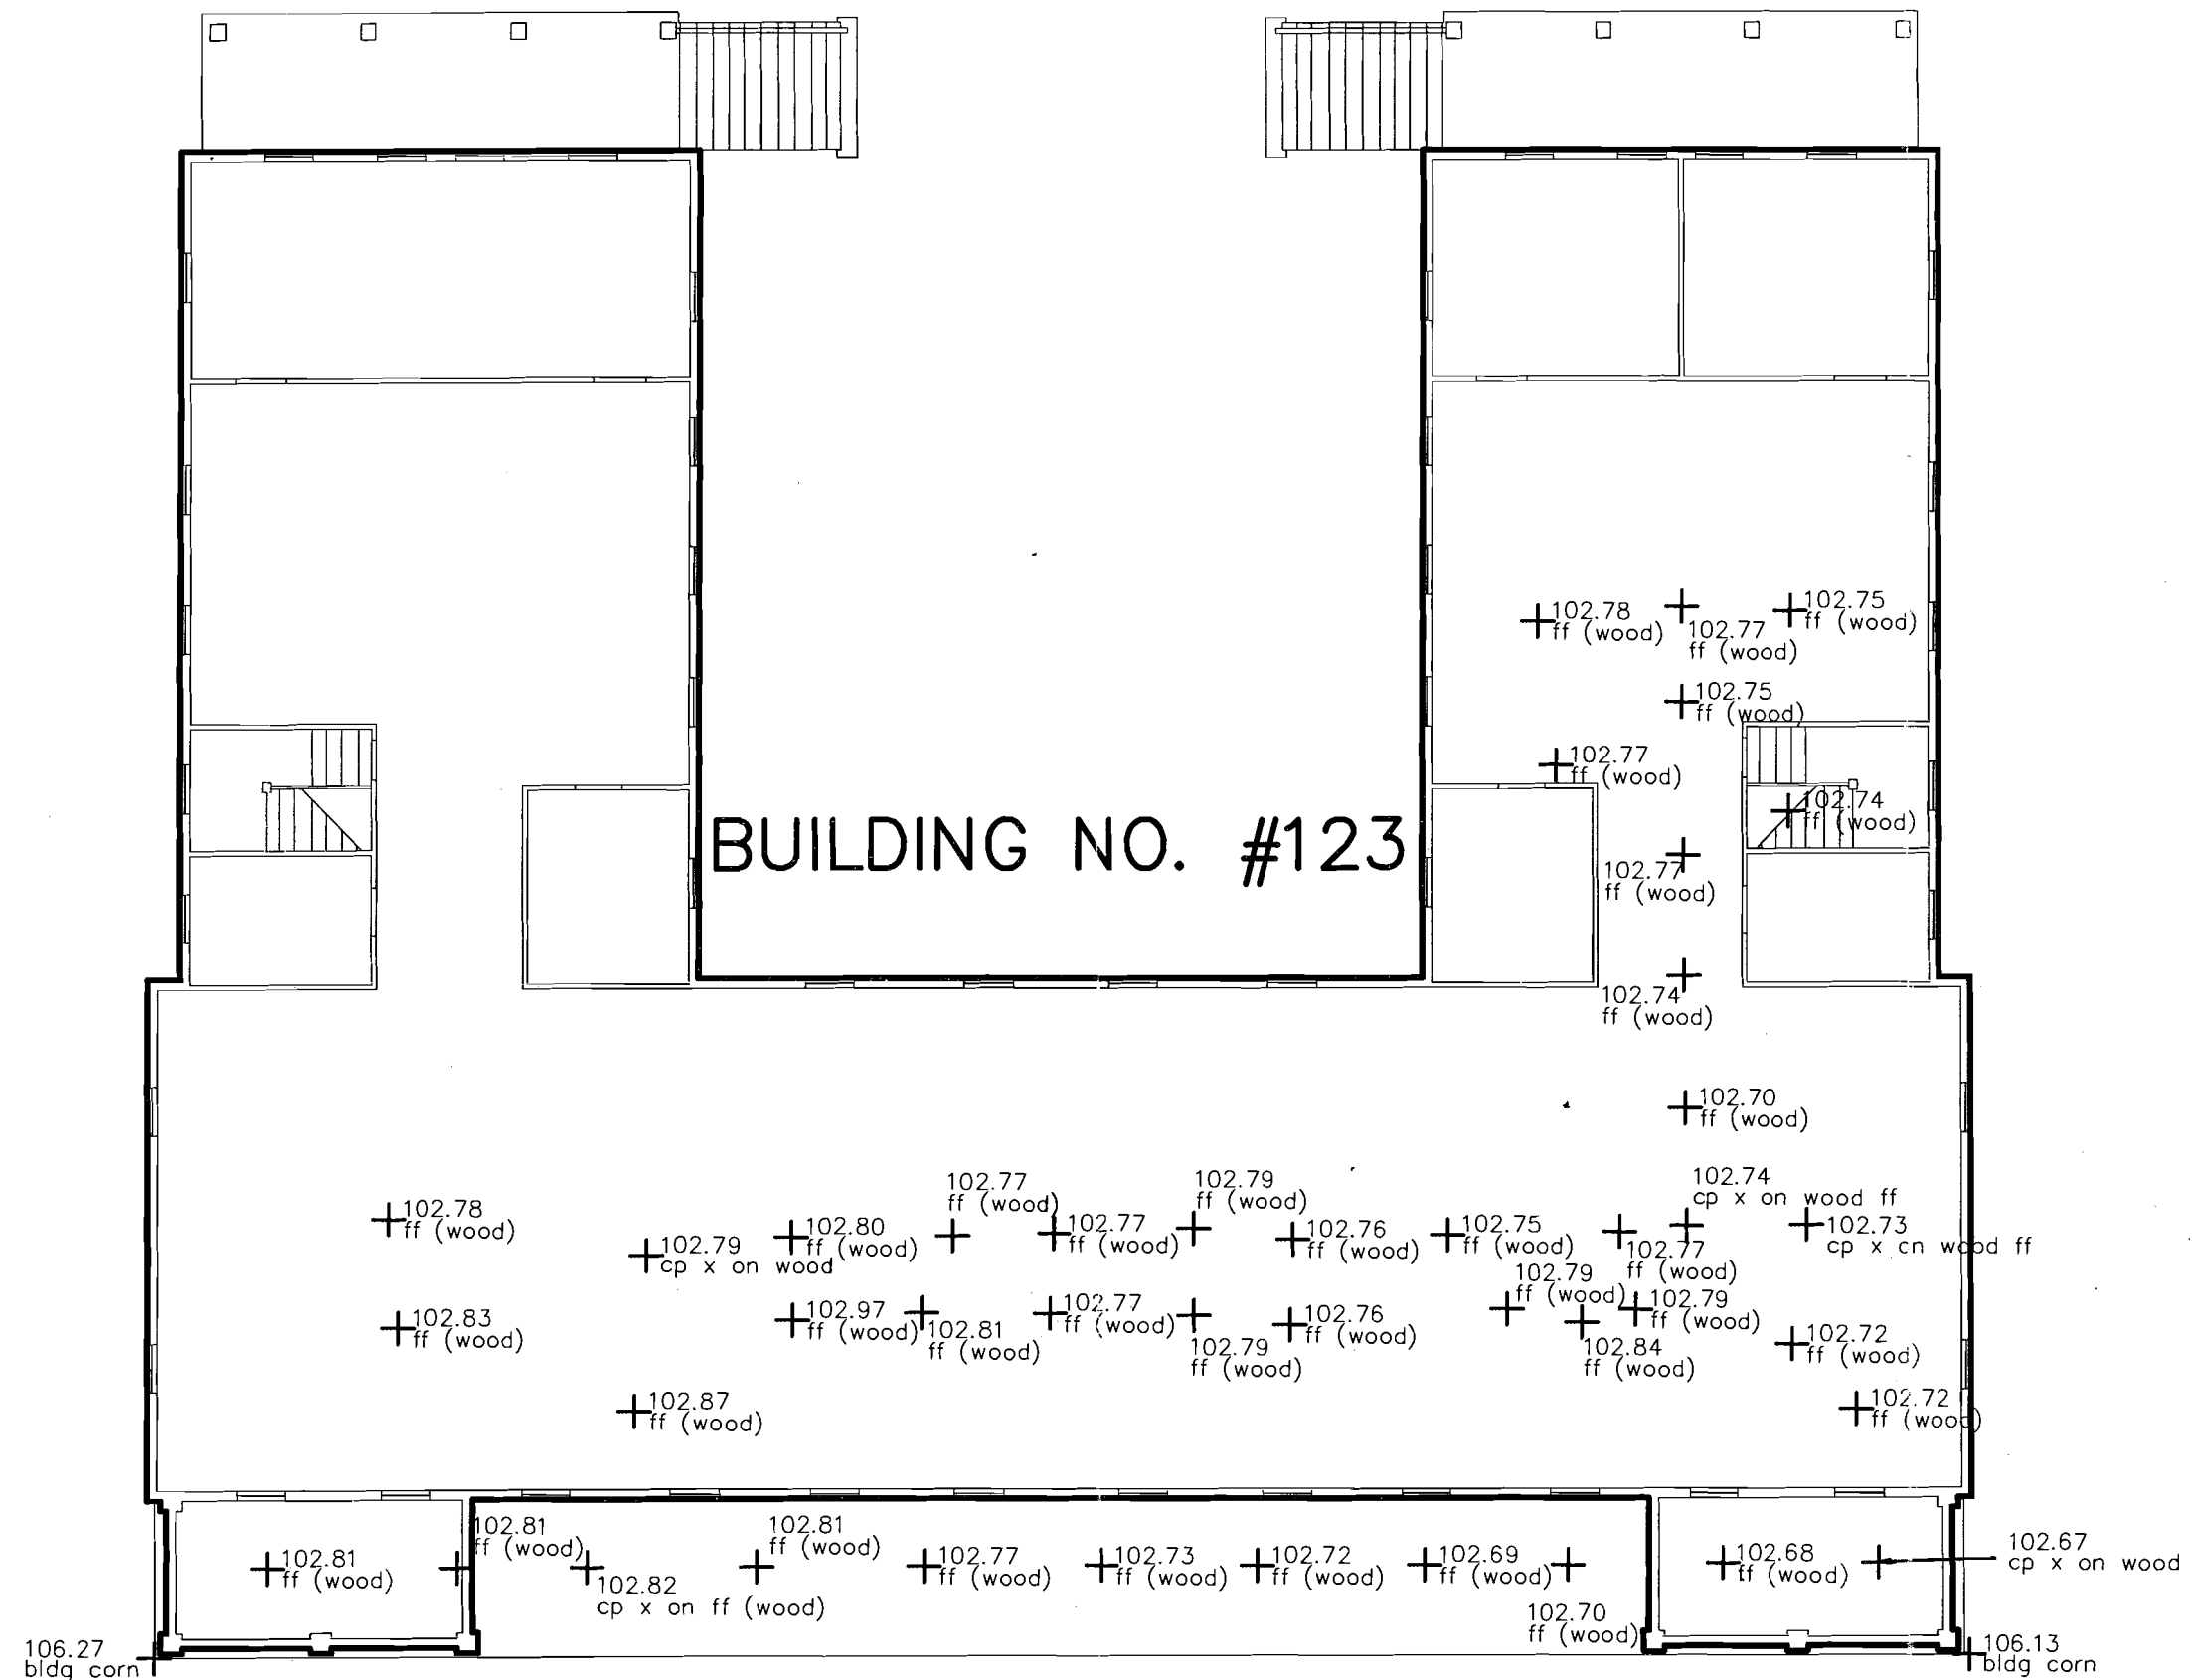 102.78
ff (wood)
102.77
ff (wood)
102.75
ff (wood)
102.75
ff (wood)
102.77
ff (wood)
102.74
ff (wood)
BUILDING NO. #123
102.77
ff (wood)
102.74
ff (wood)
102.70
ff (wood)
102.78
ff (wood)
102.79
cp x on wood
102.80
ff (wood)
102.77
ff (wood)
102.77
ff (wood)
102.79
ff (wood)
102.76
ff (wood)
102.75
ff (wood)
102.77
ff (wood)
102.74
cp x on wood ff
102.73
cp x cn wood ff
102.83
ff (wood)
102.97
ff (wood)
102.81
ff (wood)
102.77
ff (wood)
102.79
ff (wood)
102.76
ff (wood)
102.79
ff (wood)
102.84
ff (wood)
102.79
ff (wood)
102.72
ff (wood)
102.87
ff (wood)
102.72
ff (wood)
102.81
ff (wood)
102.81
ff (wood)
102.82
cp x on ff (wood)
102.81
ff (wood)
102.77
ff (wood)
102.73
ff (wood)
102.72
ff (wood)
102.69
ff (wood)
102.70
ff (wood)
102.68
ff (wood)
102.67
cp x on wood
106.27
bldg corn
106.13
bldg corn